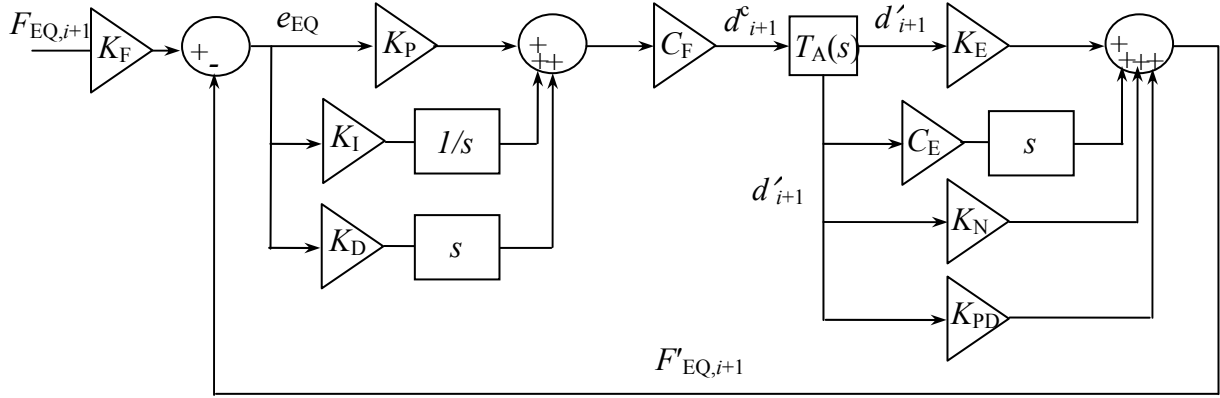 F_EQ,i+1
K_F
+
-
e_EQ
K_P
+
++
C_F
d^c_i+1
T_A(s)
d′_i+1
K_E
+
+++
K_I
1/s
C_E
s
K_D
s
d′_i+1
K_N
K_PD
F′_EQ,i+1